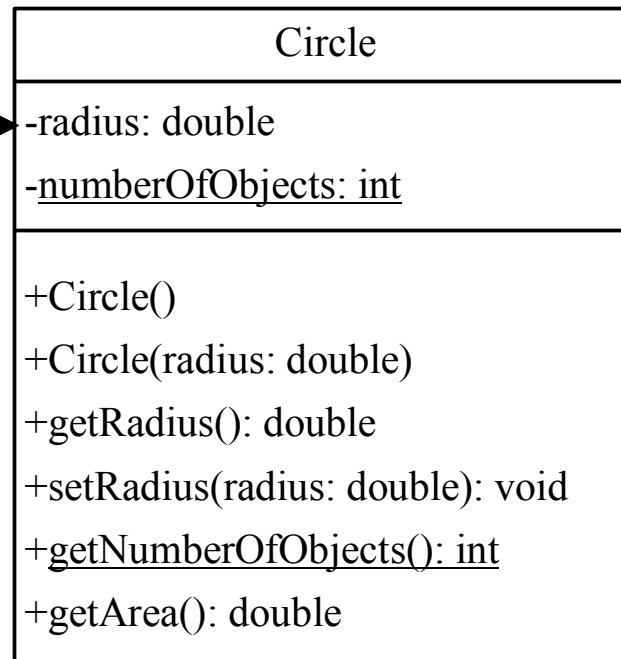 Circle
-radius: double
-numberOfObjects: int
+Circle()
+Circle(radius: double)
+getRadius(): double
+setRadius(radius: double): void
+getNumberOfObjects(): int
+getArea(): double